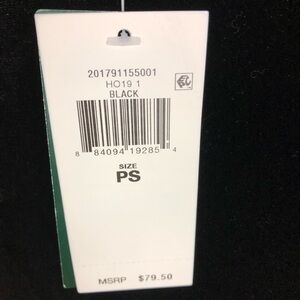 201791155001
HO19 1
BLACK
8 84094 19285 4
SIZE
PS
MSRP $79.50